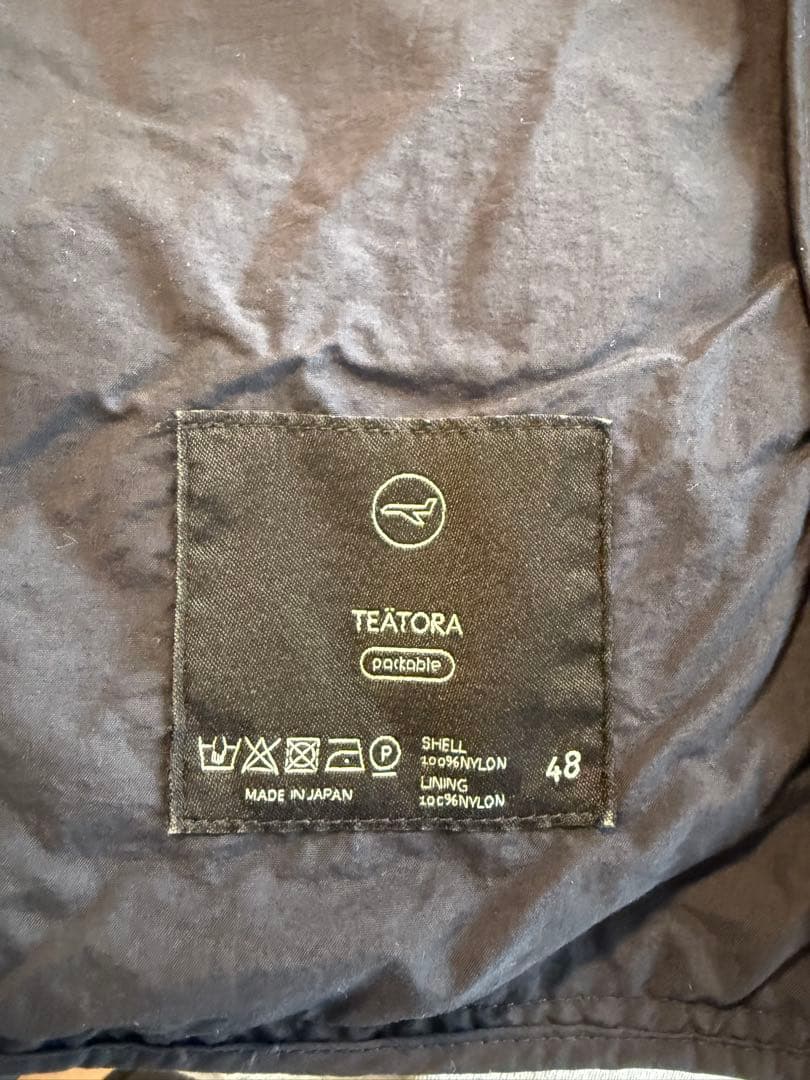 TEÄTORA
packable
P
SHELL
100%NYLON
LINING
100%NYLON
48
MADE IN JAPAN